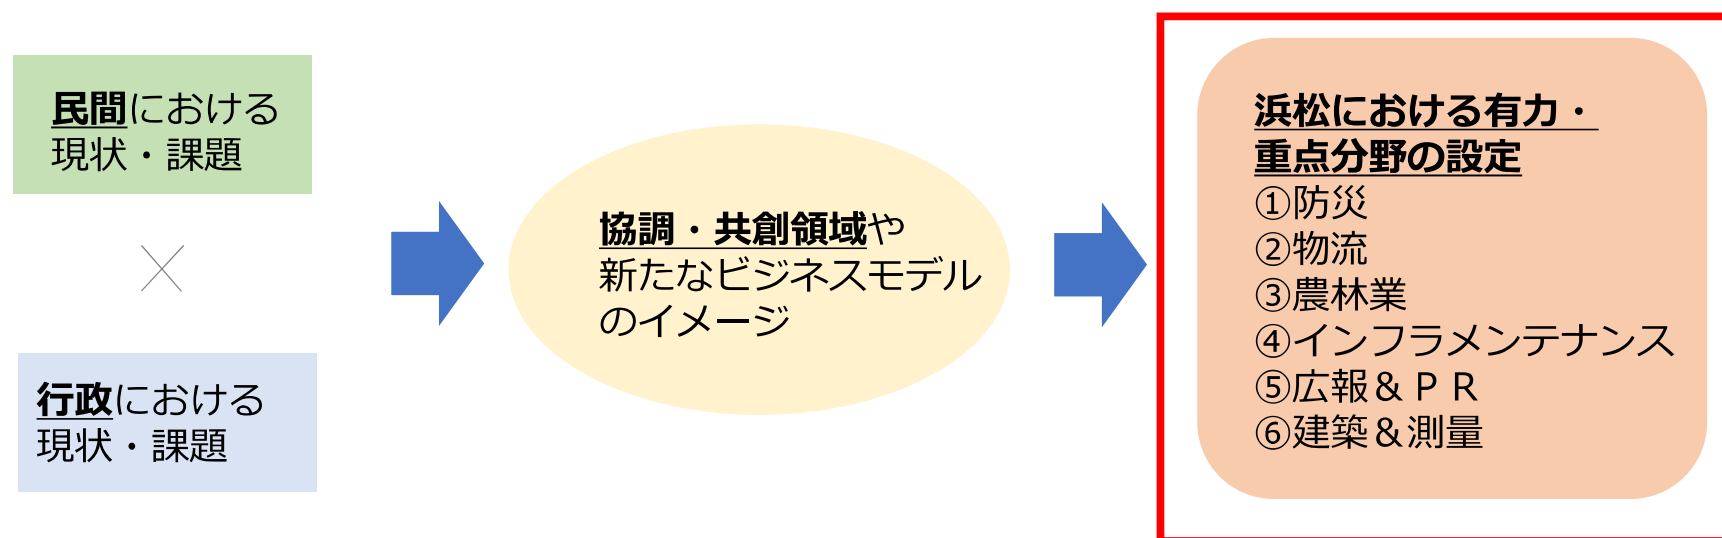 民間における
現状・課題
行政における
現状・課題
協調・共創領域や
新たなビジネスモデル
のイメージ
浜松における有力・
重点分野の設定
①防災
②物流
③農林業
④インフラメンテナンス
⑤広報＆ＰＲ
⑥建築＆測量